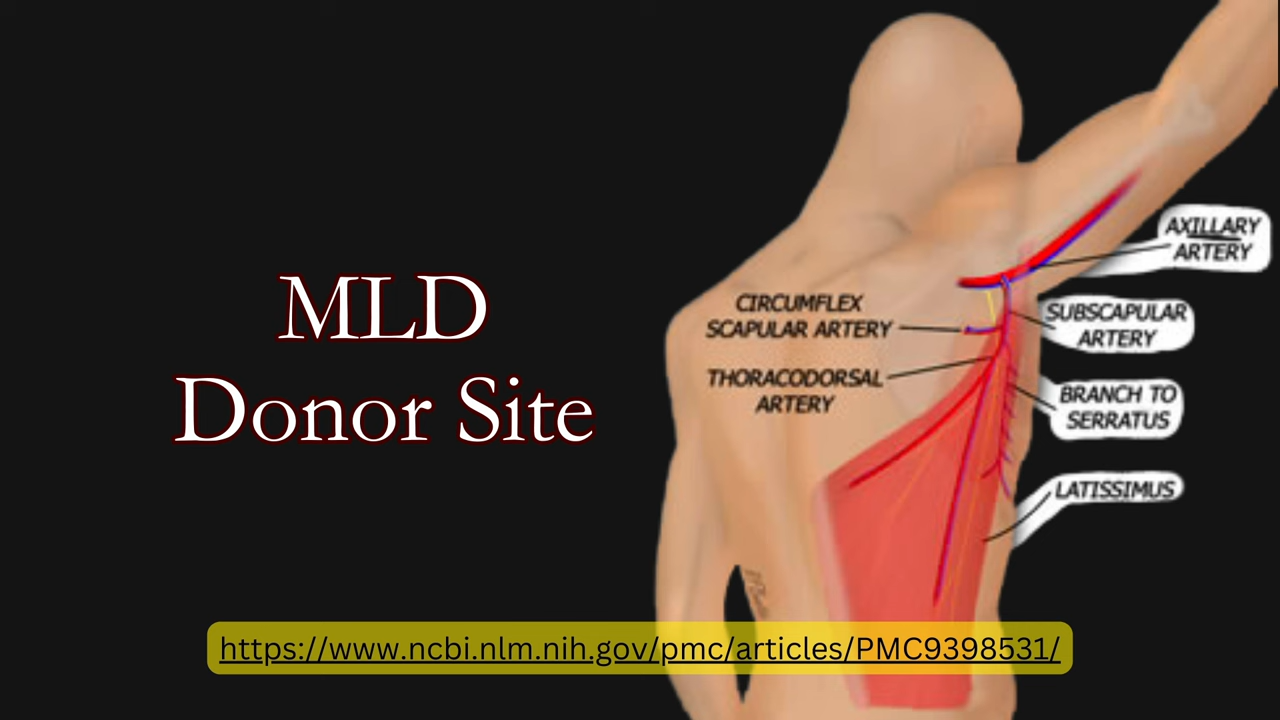 MLD
Donor Site
CIRCUMFLEX
SCAPULAR ARTERY
THORACODORSAL
ARTERY
AXILLARY
ARTERY
SUBSCAPULAR
ARTERY
BRANCH TO
SERRATUS
LATISSIMUS
https://www.ncbi.nlm.nih.gov/pmc/articles/PMC9398531/